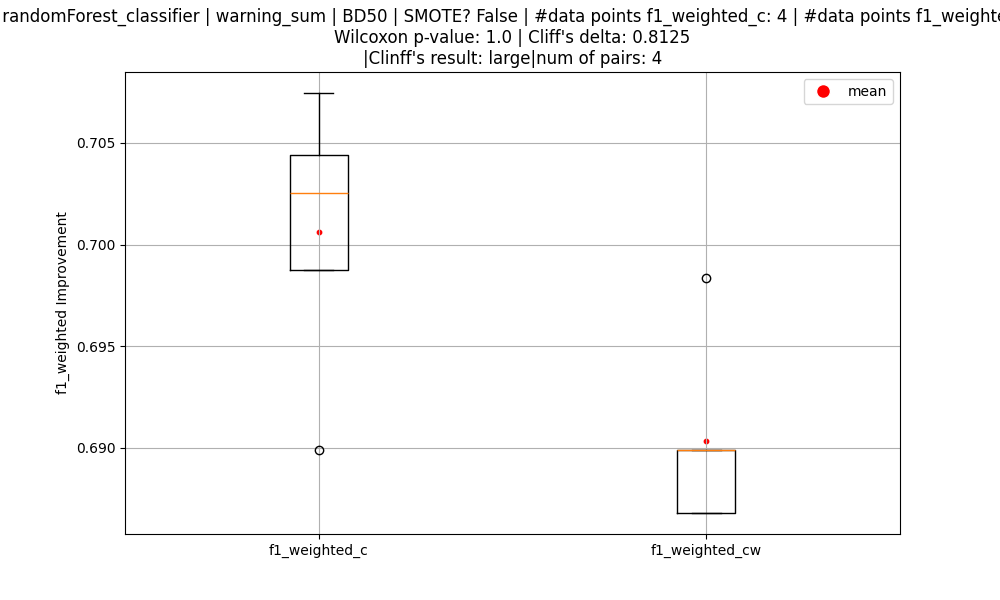 randomForest_classifier | warning_sum | BD50 | SMOTE? False | #data points f1_weighted_c: 4 | #data points f1_weighte
Wilcoxon p-value: 1.0 | Cliff's delta: 0.8125
|Clinff's result: large|num of pairs: 4
mean
0.705
0.700
0.695
0.690
f1_weighted Improvement
f1_weighted_c
f1_weighted_cw